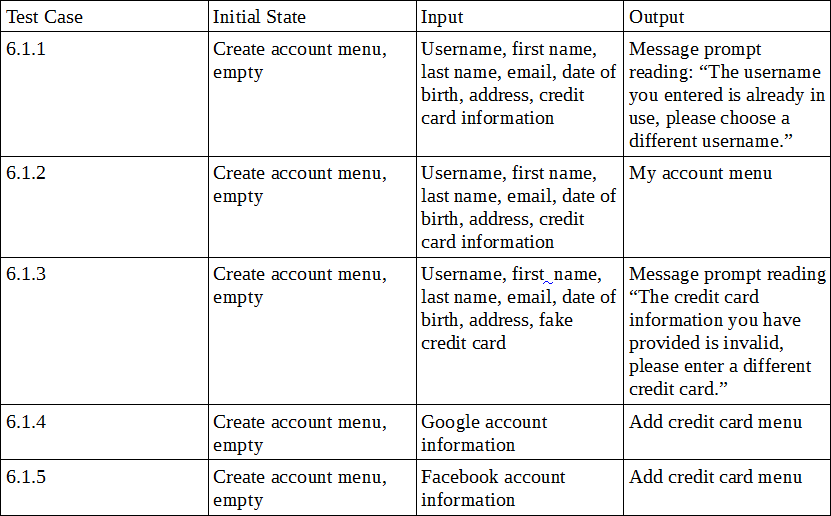 Test Case Initial State Input Output
6.1.1 Create account menu, empty Username, first name, last name, email, date of birth, address, credit card information Message prompt reading: “The username you entered is already in use, please choose a different username.”
6.1.2 Create account menu, empty Username, first name, last name, email, date of birth, address, credit card information My account menu
6.1.3 Create account menu, empty Username, first name, last name, email, date of birth, address, fake credit card Message prompt reading “The credit card information you have provided is invalid, please enter a different credit card.”
6.1.4 Create account menu, empty Google account information Add credit card menu
6.1.5 Create account menu, empty Facebook account information Add credit card menu